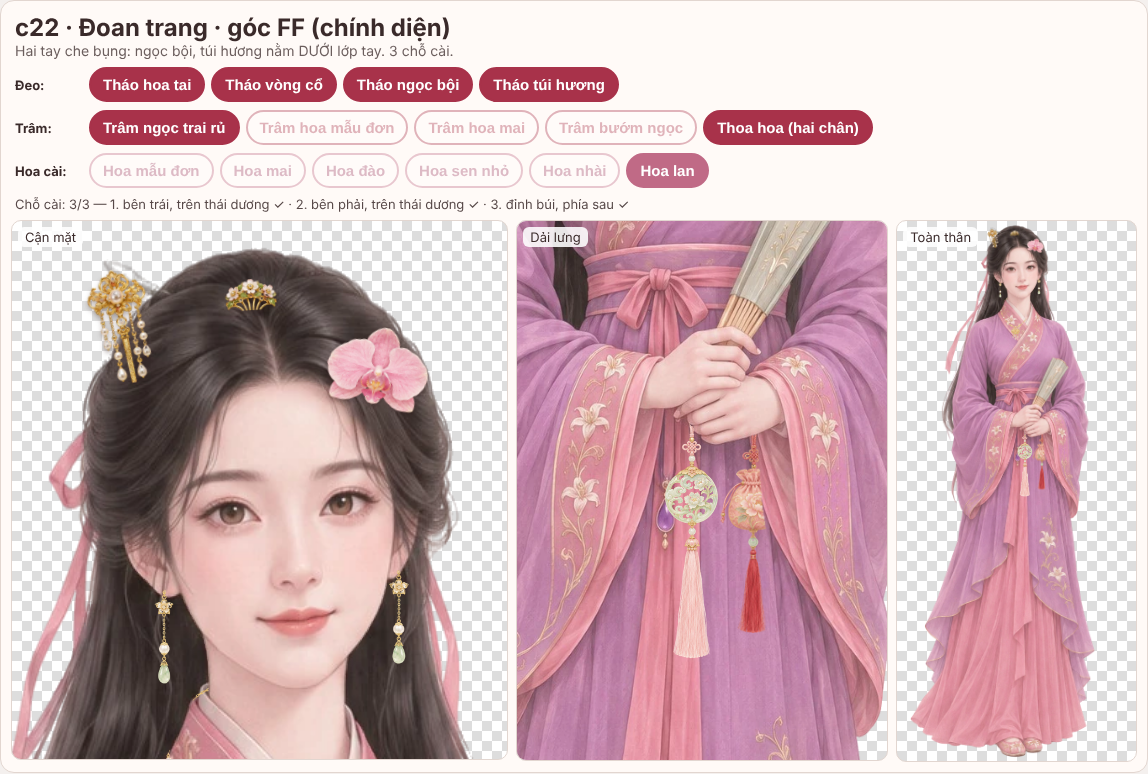 c22 · Đoan trang · góc FF (chính diện)
Hai tay che bụng: ngọc bội, túi hương nằm DƯỚI lớp tay. 3 chỗ cài.
Đeo: Tháo hoa tai Tháo vòng cổ Tháo ngọc bội Tháo túi hương
Trâm: Trâm ngọc trai rủ Trâm hoa mẫu đơn Trâm hoa mai Trâm bướm ngọc Thoa hoa (hai chân)
Hoa cài: Hoa mẫu đơn Hoa mai Hoa đào Hoa sen nhỏ Hoa nhài Hoa lan
Chỗ cài: 3/3 — 1. bên trái, trên thái dương ✓ · 2. bên phải, trên thái dương ✓ · 3. đỉnh búi, phía sau ✓
Cận mặt Dải lưng Toàn thân